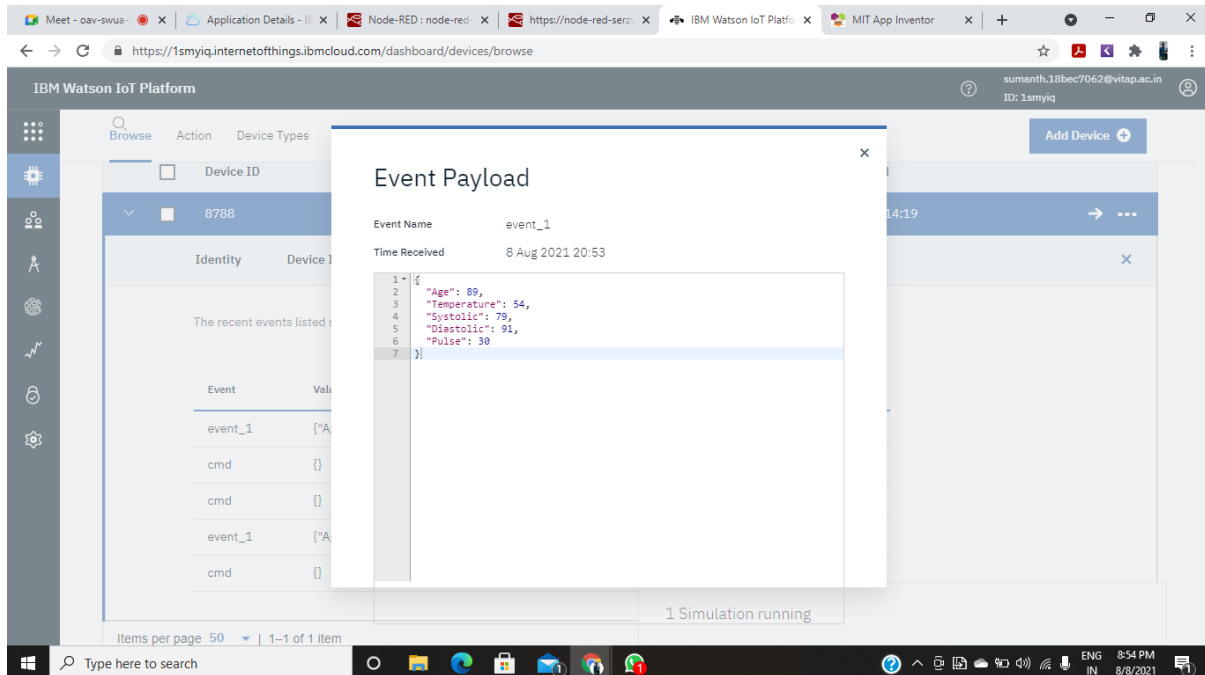 Meet - oav-swua-
Application Details - IB
Node-RED : node-red-
https://node-red-serzv
IBM Watson IoT Platfo
MIT App Inventor
https://1smyiq.internetofthings.ibmcloud.com/dashboard/devices/browse
IBM Watson IoT Platform
sumanth.18bec7062@vitap.ac.in
ID: 1smyiq
Browse Action Device Types
Add Device
Device ID
8788
14:19
Identity Device I
The recent events listed s
Event Valu
event_1 {"A
cmd {}
cmd {}
event_1 {"A
cmd {}
Items per page 50 | 1–1 of 1 item
1 Simulation running
Event Payload
Event Name event_1
Time Received 8 Aug 2021 20:53
1 {
2 "Age": 89,
3 "Temperature": 54,
4 "Systolic": 79,
5 "Diastolic": 91,
6 "Pulse": 30
7 }
Type here to search
1
1
ENG
IN
8:54 PM
8/8/2021
1